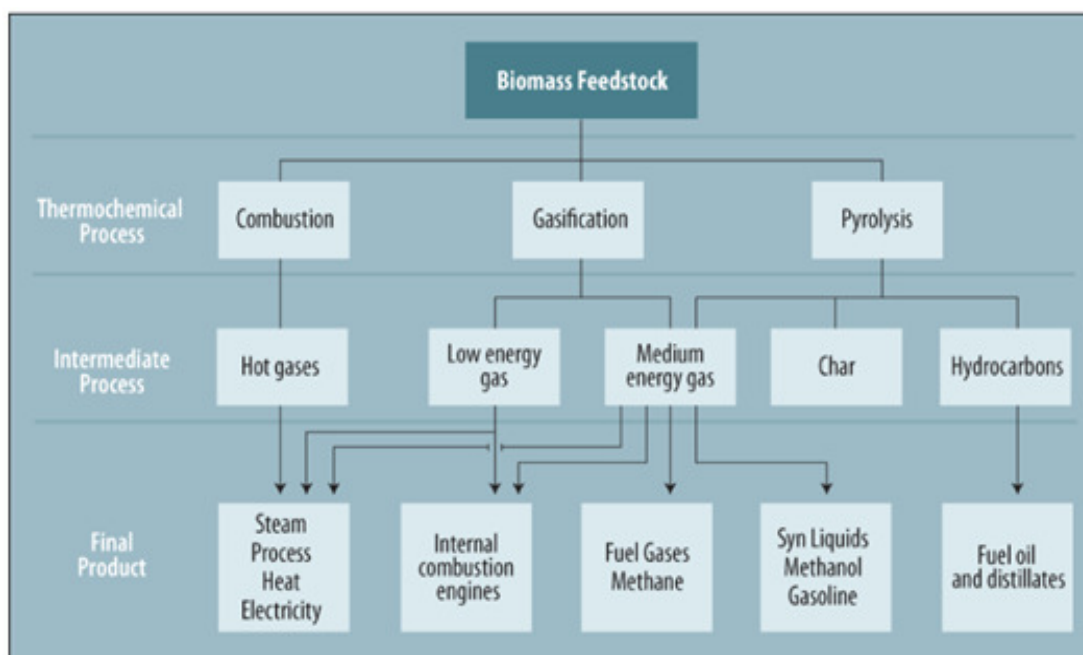 Biomass Feedstock
Thermochemical
Process
Combustion
Gasification
Pyrolysis
Intermediate
Process
Hot gases
Low energy
gas
Medium
energy gas
Char
Hydrocarbons
Final
Product
Steam
Process
Heat
Electricity
Internal
combustion
engines
Fuel Gases
Methane
Syn Liquids
Methanol
Gasoline
Fuel oil
and distillates